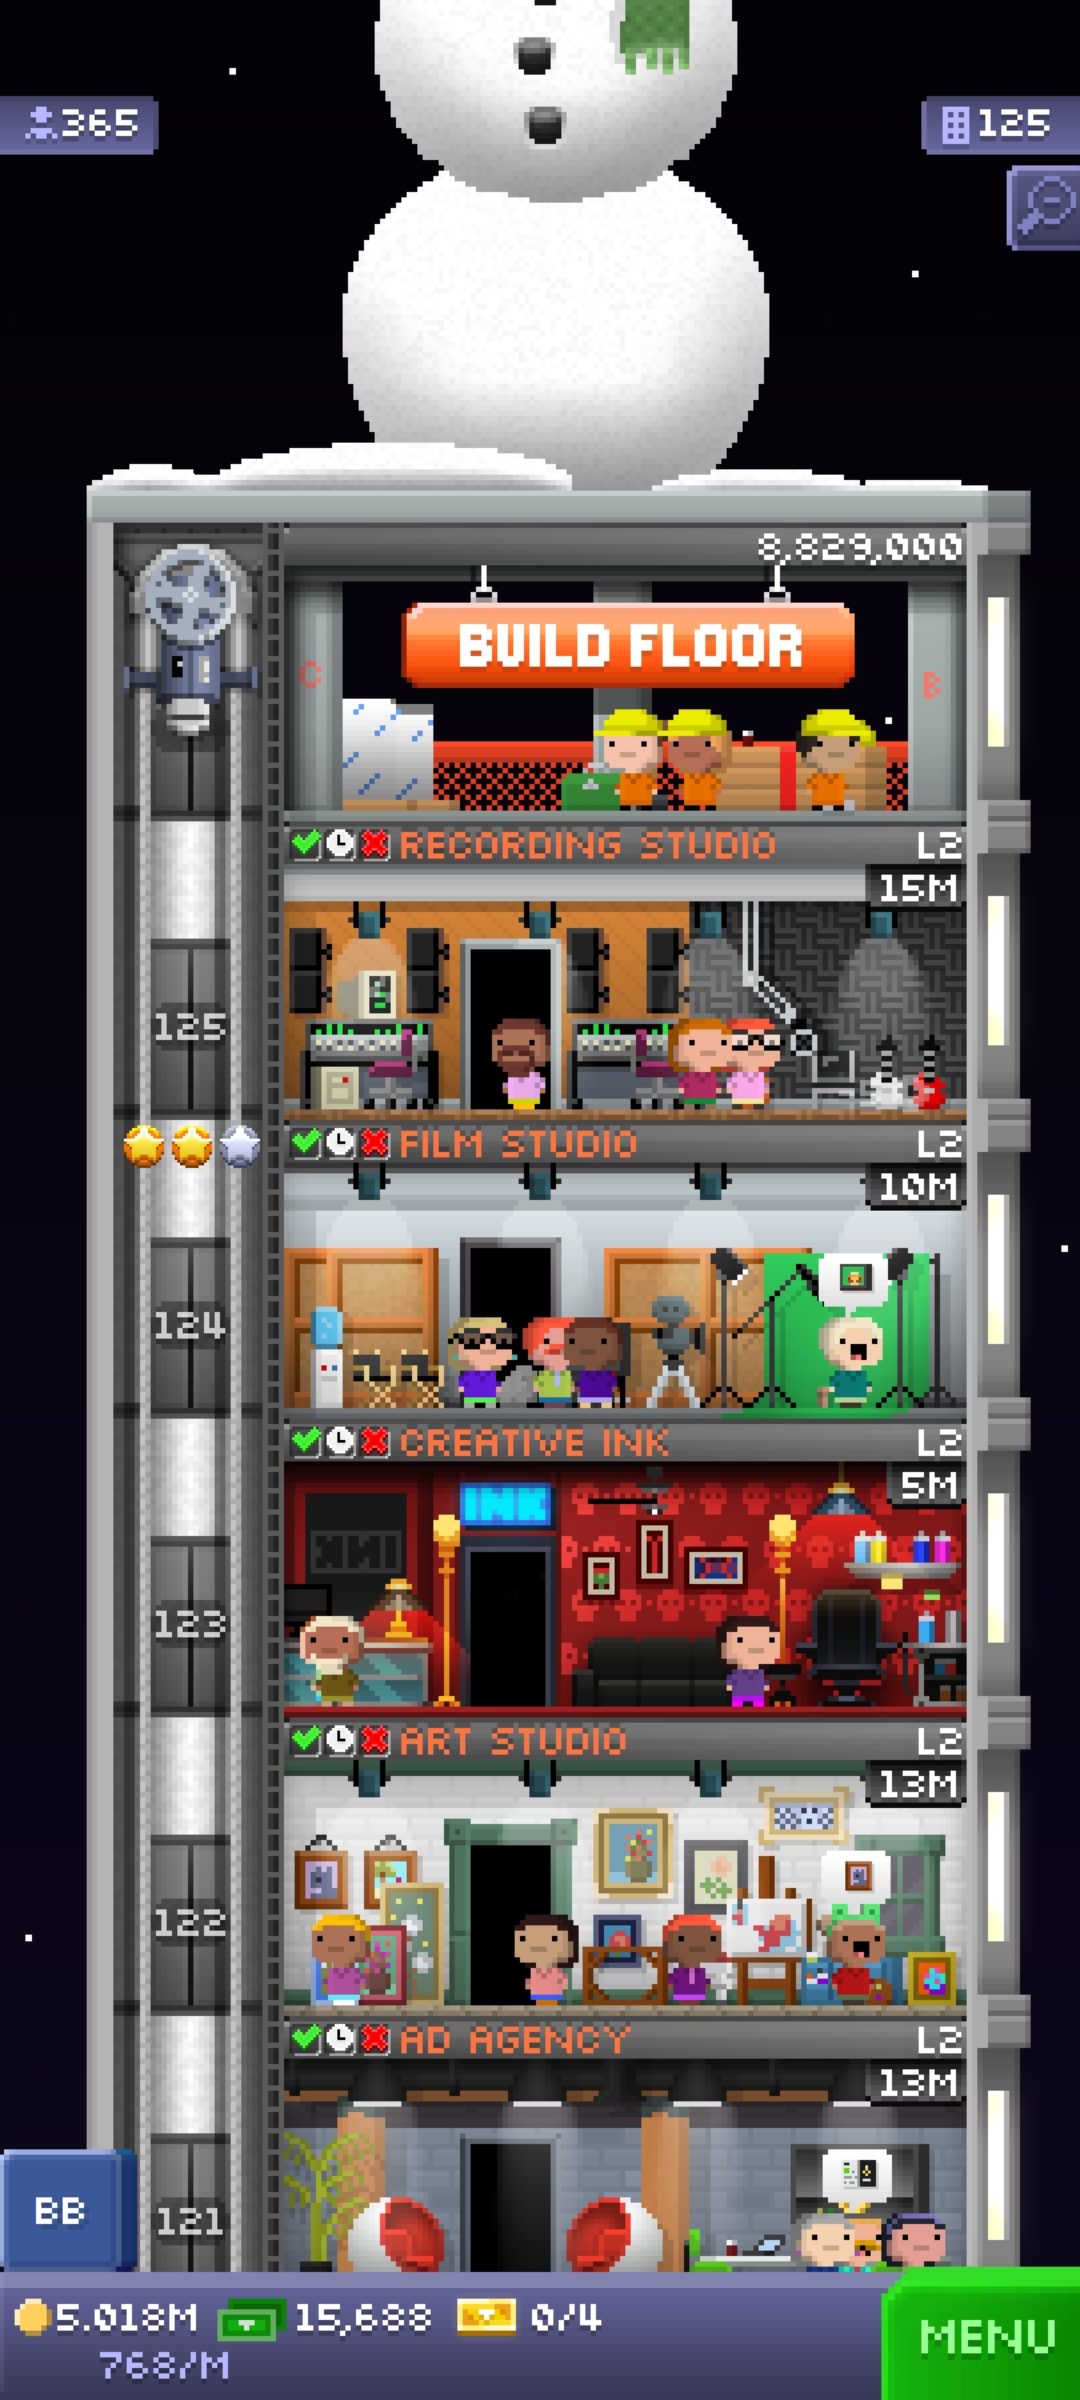 365
125
8,829,000
BUILD FLOOR
C
B
RECORDING STUDIO L2
15M
125
FILM STUDIO L2
10M
124
CREATIVE INK L2
5M
INK
123
ART STUDIO L2
13M
122
AD AGENCY L2
13M
121
BB
5.018M 15,688 0/4
768/M
MENU